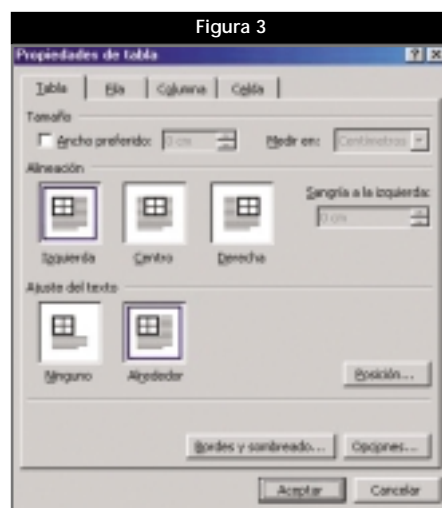 Figura 3
Propiedades de tabla
Tabla Fila Columna Celda
Tamaño
Ancho preferido: 0 cm Medir en: Centímetros
Alineación
Sangría a la izquierda:
0 cm
Izquierda Centro Derecha
Ajuste del texto
Ninguno Alrededor
Posición...
Bordes y sombreado... Opciones...
Aceptar Cancelar